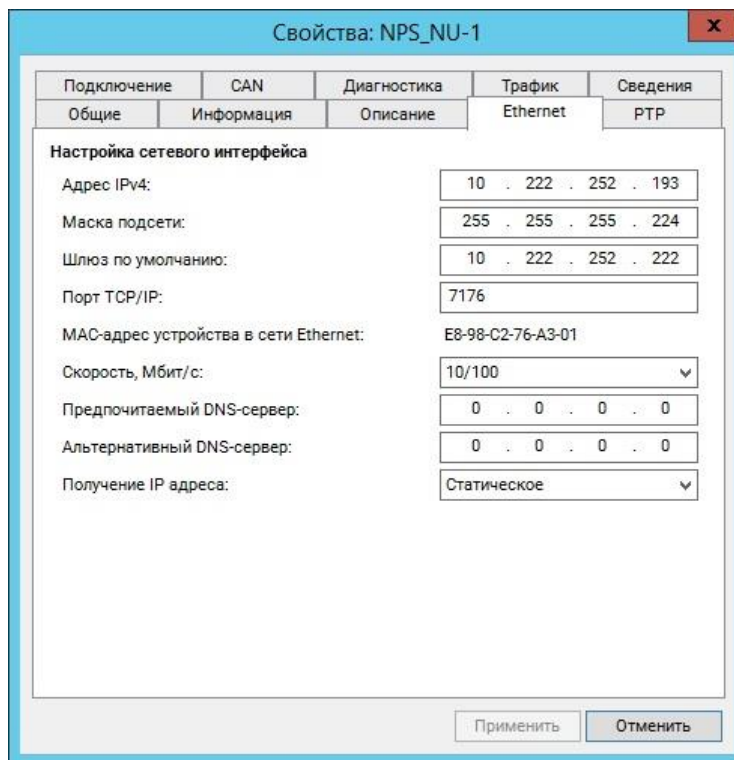 Свойства: NPS_NU-1
x
Подключение CAN Диагностика Трафик Сведения
Общие Информация Описание Ethernet PTP
Настройка сетевого интерфейса
Адрес IPv4: 10 . 222 . 252 . 193
Маска подсети: 255 . 255 . 255 . 224
Шлюз по умолчанию: 10 . 222 . 252 . 222
Порт TCP/IP: 7176
MAC-адрес устройства в сети Ethernet: E8-98-C2-76-A3-01
Скорость, Мбит/с: 10/100
Предпочитаемый DNS-сервер: 0 . 0 . 0 . 0
Альтернативный DNS-сервер: 0 . 0 . 0 . 0
Получение IP адреса: Статическое
Применить Отменить